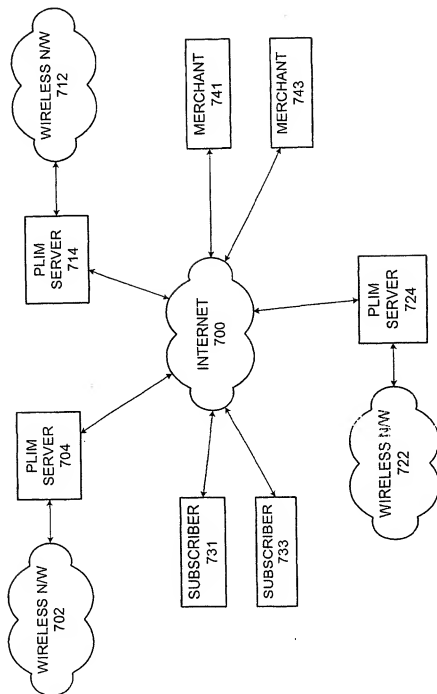 WIRELESS N/W
702
PLIM
SERVER
704
PLIM
SERVER
714
WIRELESS N/W
712
SUBSCRIBER
731
SUBSCRIBER
733
INTERNET
700
MERCHANT
741
MERCHANT
743
WIRELESS N/W
722
PLIM
SERVER
724